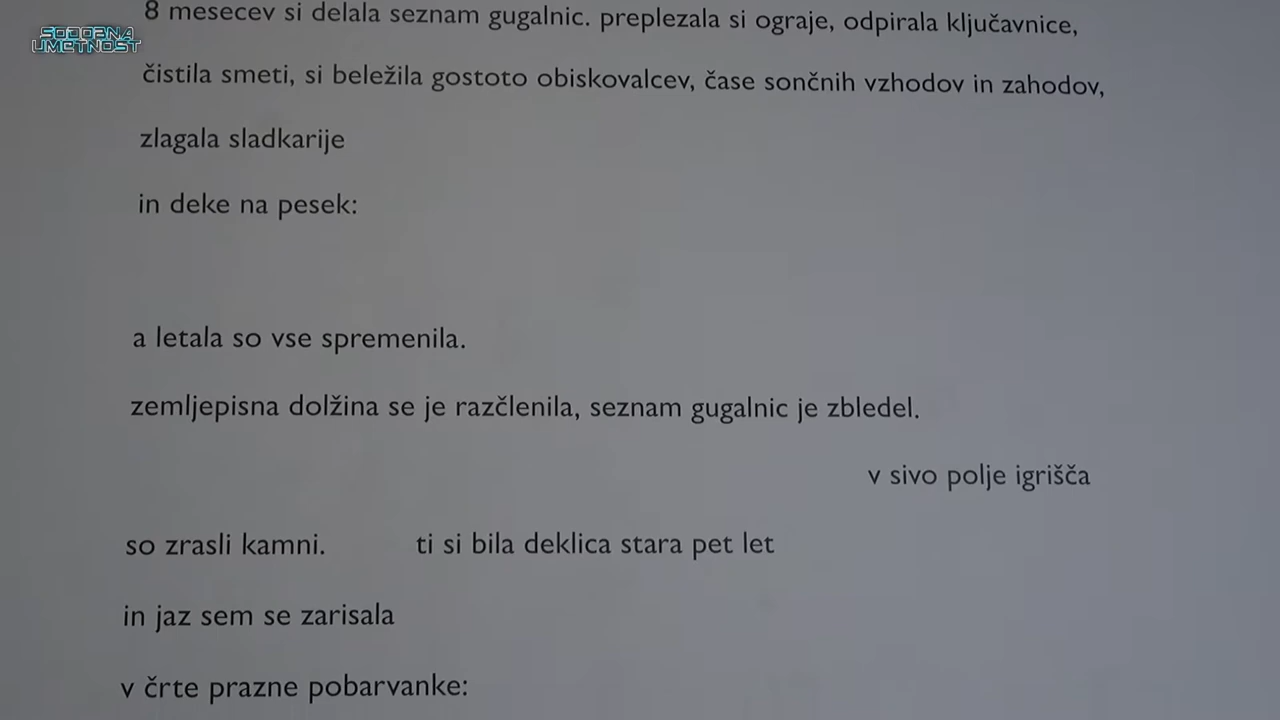 SODOBNA
UMETNOST
8 mesecev si delala seznam gugalnic. preplezala si ograje, odpirala ključavnice,
čistila smeti, si beležila gostoto obiskovalcev, čase sončnih vzhodov in zahodov,
zlagala sladkarije
in deke na pesek:
a letala so vse spremenila.
zemljepisna dolžina se je razčlenila, seznam gugalnic je zbledel.
v sivo polje igrišča
so zrasli kamni. ti si bila deklica stara pet let
in jaz sem se zarisala
v črte prazne pobarvanke: